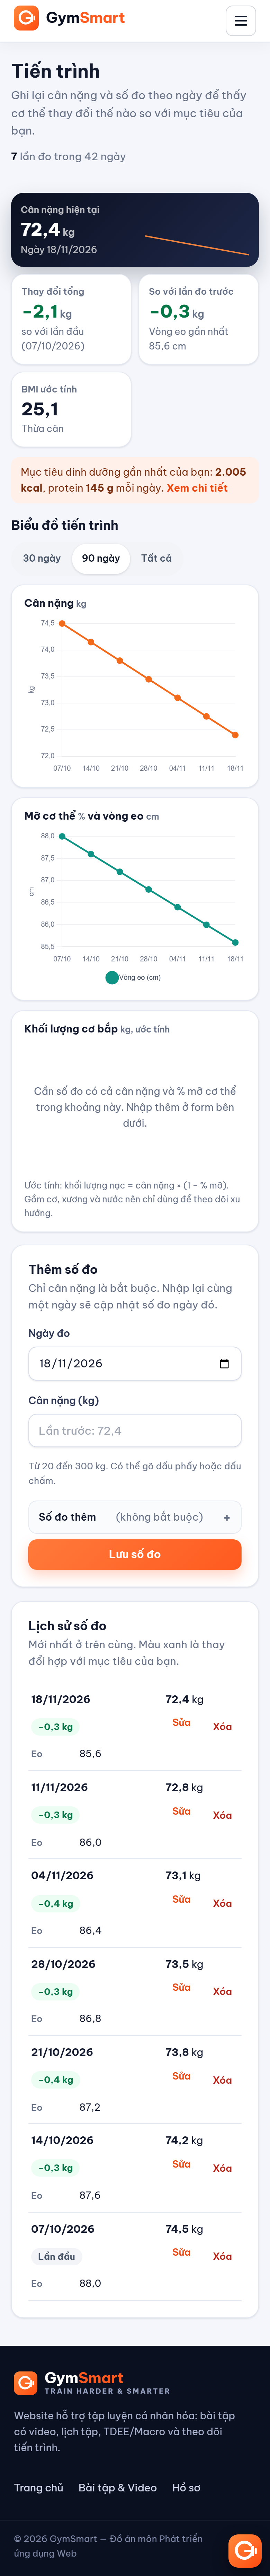 GymSmart
Tiến trình
Ghi lại cân nặng và số đo theo ngày để thấy
cơ thể thay đổi thế nào so với mục tiêu của
bạn.
7 lần đo trong 42 ngày
Cân nặng hiện tại
72,4 kg
Ngày 18/11/2026
Thay đổi tổng
−2,1 kg
so với lần đầu
(07/10/2026)
So với lần đo trước
−0,3 kg
Vòng eo gần nhất
85,6 cm
BMI ước tính
25,1
Thừa cân
Mục tiêu dinh dưỡng gần nhất của bạn: 2.005
kcal, protein 145 g mỗi ngày. Xem chi tiết
Biểu đồ tiến trình
30 ngày 90 ngày Tất cả
Cân nặng kg
74,5
74,0
73,5
kg
73,0
72,5
72,0
07/10 14/10 21/10 28/10 04/11 11/11 18/11
Mỡ cơ thể % và vòng eo cm
88,0
87,5
87,0
cm
86,5
86,0
85,5
07/10 14/10 21/10 28/10 04/11 11/11 18/11
Vòng eo (cm)
Khối lượng cơ bắp kg, ước tính
Cần số đo có cả cân nặng và % mỡ cơ thể
trong khoảng này. Nhập thêm ở form bên
dưới.
Ước tính: khối lượng nạc = cân nặng × (1 − % mỡ).
Gồm cơ, xương và nước nên chỉ dùng để theo dõi xu
hướng.
Thêm số đo
Chỉ cân nặng là bắt buộc. Nhập lại cùng
một ngày sẽ cập nhật số đo ngày đó.
Ngày đo
18/11/2026
Cân nặng (kg)
Lần trước: 72,4
Từ 20 đến 300 kg. Có thể gõ dấu phẩy hoặc dấu
chấm.
Số đo thêm (không bắt buộc) +
Lưu số đo
Lịch sử số đo
Mới nhất ở trên cùng. Màu xanh là thay
đổi hợp với mục tiêu của bạn.
18/11/2026 72,4 kg
−0,3 kg Sửa Xóa
Eo 85,6
11/11/2026 72,8 kg
−0,3 kg Sửa Xóa
Eo 86,0
04/11/2026 73,1 kg
−0,4 kg Sửa Xóa
Eo 86,4
28/10/2026 73,5 kg
−0,3 kg Sửa Xóa
Eo 86,8
21/10/2026 73,8 kg
−0,4 kg Sửa Xóa
Eo 87,2
14/10/2026 74,2 kg
−0,3 kg Sửa Xóa
Eo 87,6
07/10/2026 74,5 kg
Lần đầu Sửa Xóa
Eo 88,0
GymSmart
TRAIN HARDER & SMARTER
Website hỗ trợ tập luyện cá nhân hóa: bài tập
có video, lịch tập, TDEE/Macro và theo dõi
tiến trình.
Trang chủ Bài tập & Video Hồ sơ
© 2026 GymSmart — Đồ án môn Phát triển
ứng dụng Web